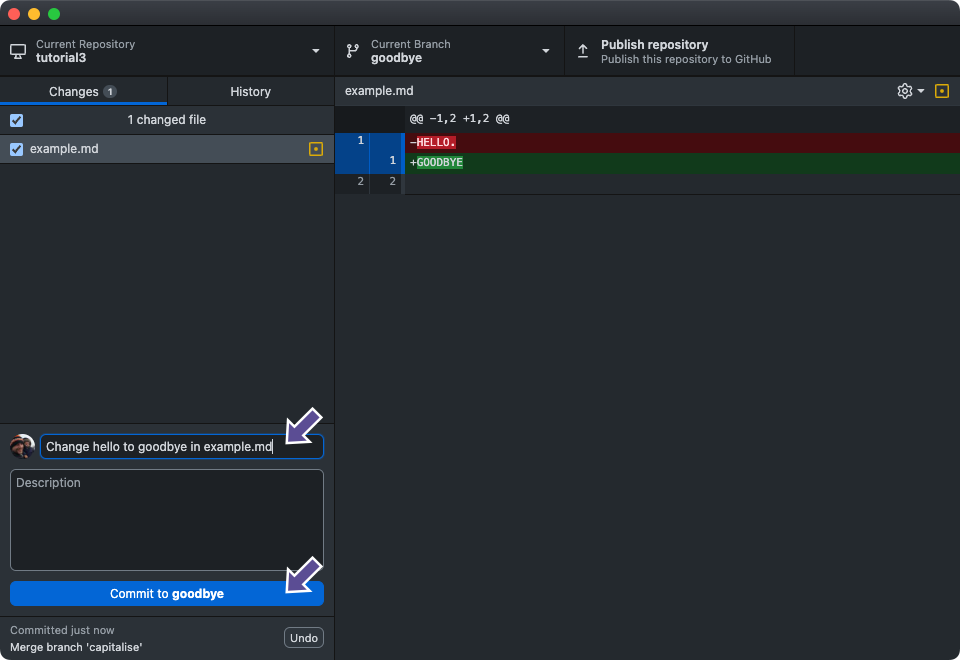 Current Repository
tutorial3
Current Branch
goodbye
Publish repository
Publish this repository to GitHub
Changes 1
History
example.md
1 changed file
example.md
@@ -1,2 +1,2 @@
1 -HELLO.
1 +GOODBYE
2 2
Change hello to goodbye in example.md
Description
Commit to goodbye
Committed just now
Merge branch 'capitalise'
Undo